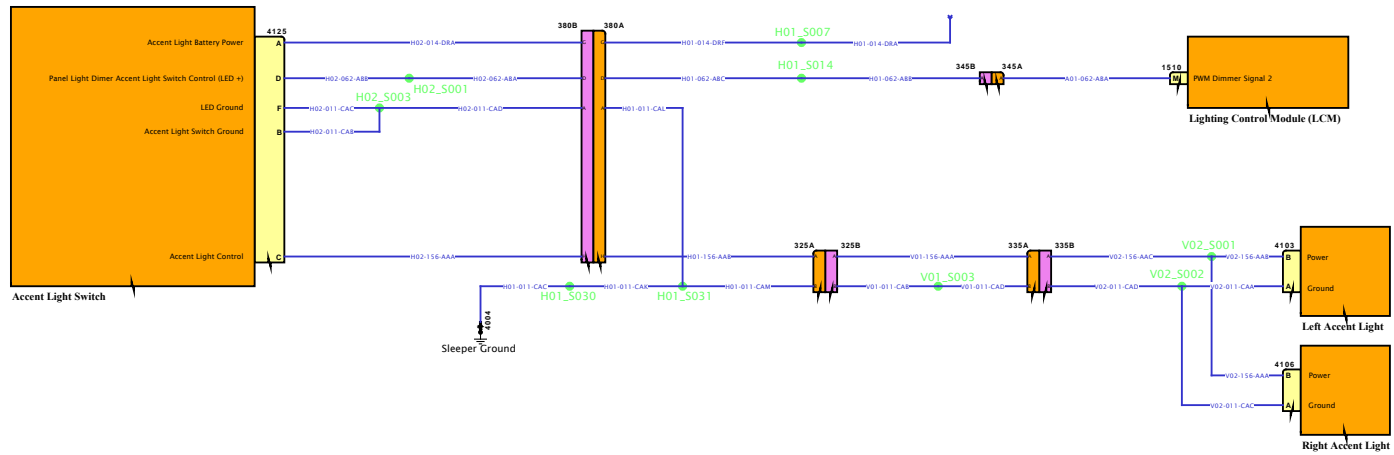 4125
380B 380A
H01_S007
Accent Light Battery Power A H02-014-DRA G G H01-014-DRF H01-014-DRA
H01_S014
345B 345A
1510
Panel Light Dimer Accent Light Switch Control (LED +) D H02-062-ABB H02-062-ABA D D H01-062-ABC H01-062-ABB A A A01-062-ABA M PWM Dimmer Signal 2
H02_S001
H02_S003
LED Ground F H02-011-CAC H02-011-CAD A A H01-011-CAL
Lighting Control Module (LCM)
Accent Light Switch Ground B H02-011-CAB
325A 325B
335A 335B
V02_S001
4103
Accent Light Control C H02-156-AAA H01-156-AAB A A V01-156-AAA A A V02-156-AAC V02-156-AAB B Power
V01_S003
V02_S002
H01-011-CAC H01-011-CAX H01-011-CAM B B V01-011-CAB V01-011-CAD B B V02-011-CAD V02-011-CAA A Ground
Accent Light Switch
H01_S030
H01_S031
4004
Sleeper Ground
Left Accent Light
4106
V02-156-AAA B Power
V02-011-CAC A Ground
Right Accent Light